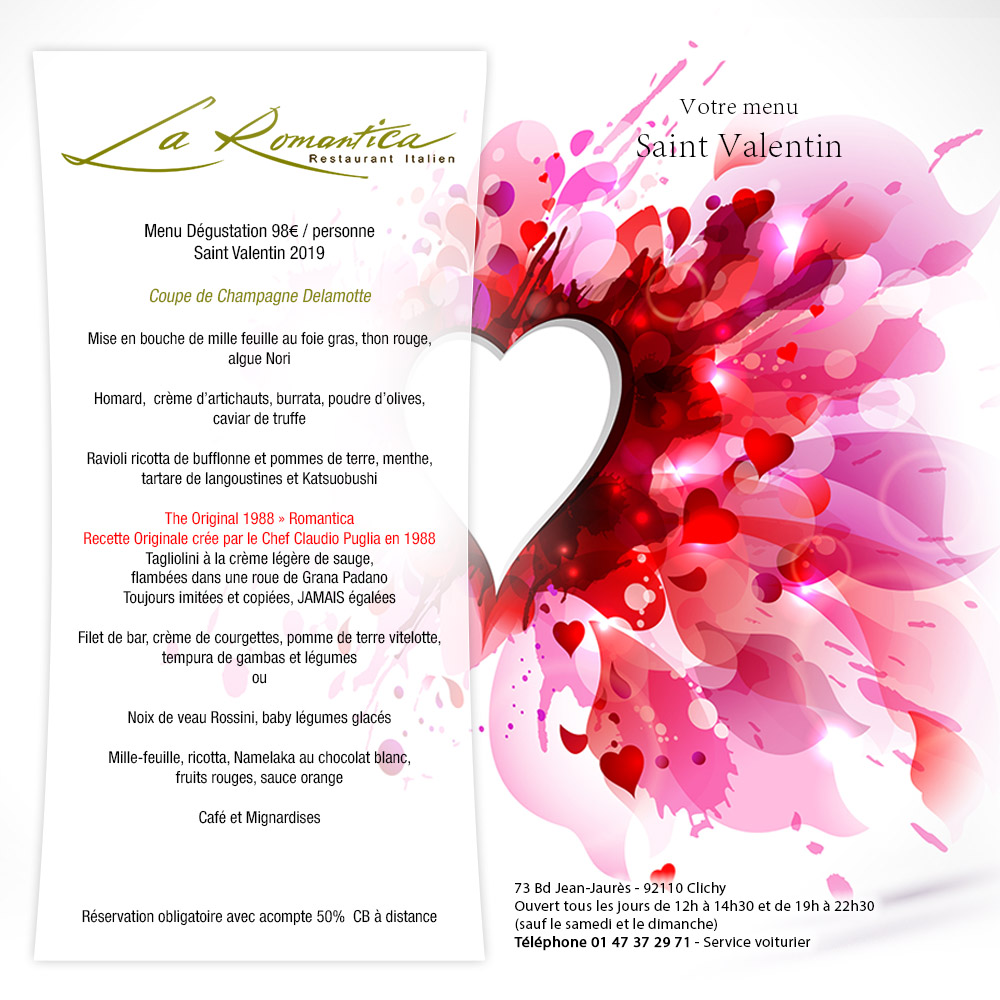 La Romantica
Restaurant Italien
Menu Dégustation 98€ / personne
Saint Valentin 2019
Coupe de Champagne Delamotte
Mise en bouche de mille feuille au foie gras, thon rouge,
algue Nori
Homard, crème d'artichauts, burrata, poudre d'olives,
caviar de truffe
Ravioli ricotta de bufflonne et pommes de terre, menthe,
tartare de langoustines et Katsuobushi
The Original 1988 » Romantica
Recette Originale crée par le Chef Claudio Puglia en 1988
Tagliolini à la crème légère de sauge,
flambées dans une roue de Grana Padano
Toujours imitées et copiées, JAMAIS égalées
Filet de bar, crème de courgettes, pomme de terre vitelotte,
tempura de gambas et légumes
ou
Noix de veau Rossini, baby légumes glacés
Mille-feuille, ricotta, Namelaka au chocolat blanc,
fruits rouges, sauce orange
Café et Mignardises
Réservation obligatoire avec acompte 50% CB à distance
Votre menu
Saint Valentin
73 Bd Jean-Jaurès - 92110 Clichy
Ouvert tous les jours de 12h à 14h30 et de 19h à 22h30
(sauf le samedi et le dimanche)
Téléphone 01 47 37 29 71 - Service voiturier